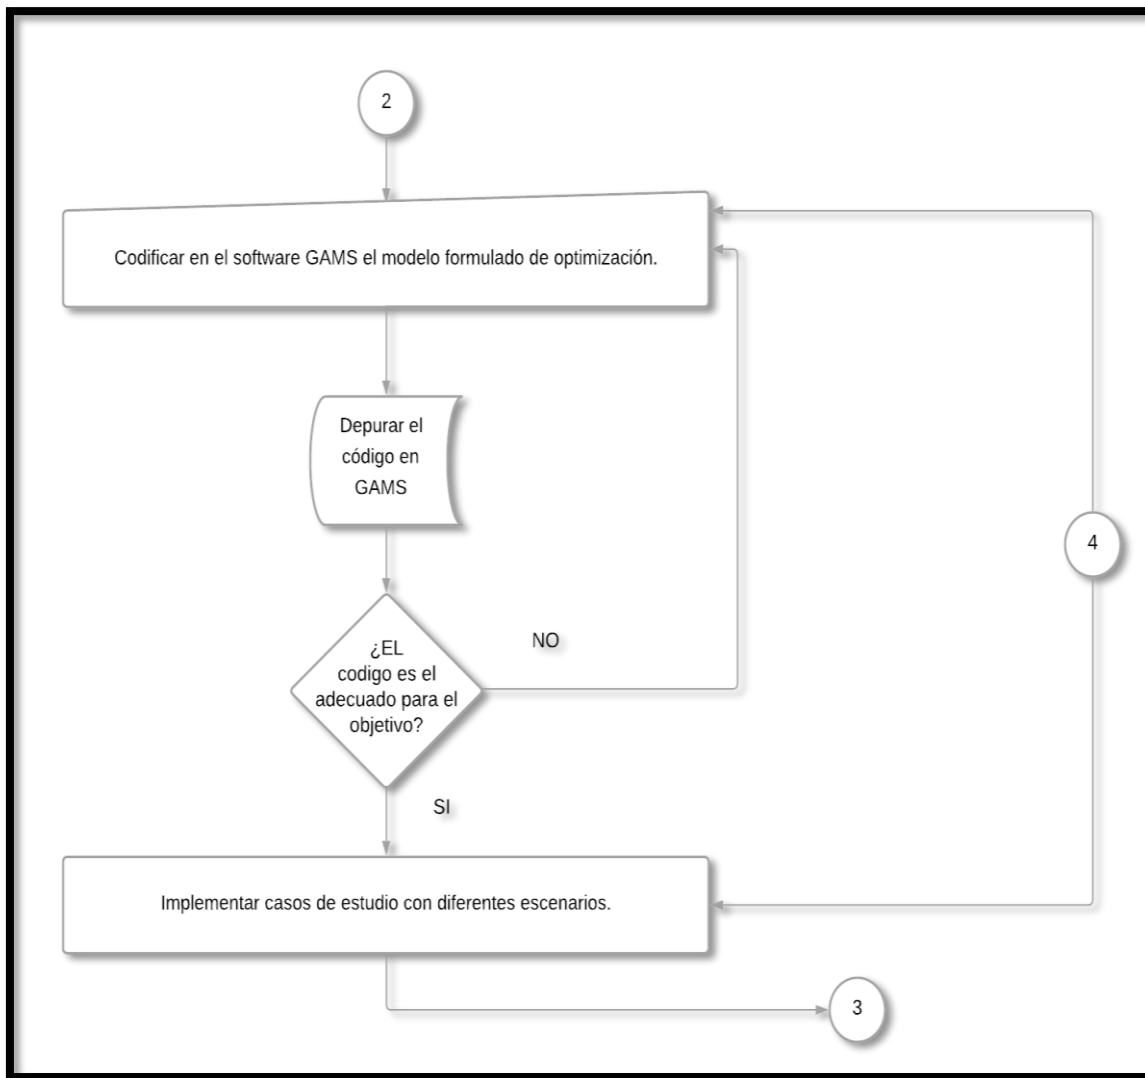 2
Codificar en el software GAMS el modelo formulado de optimización.
Depurar el
código en
GAMS
4
NO
¿EL
codigo es el
adecuado para el
objetivo?
SI
Implementar casos de estudio con diferentes escenarios.
3